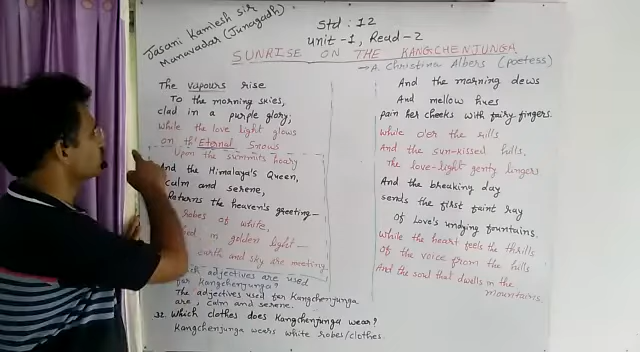 Jasani Kamlesh sir
Manavadar (Junagadh)
Std : 12
unit -1, Read -2
SUNRISE ON THE KANGCHENJUNGA
→ A. Christina Albers (poetess)
The vapours rise
To the morning skies,
clad in a purple glory;
While the love light glows
on th' Eternal Snows
Upon the summits hoary
And the Himalaya's Queen,
calm and serene,
Returns the heaven's greeting—
robes of white,
in golden light—
earth and sky are meeting.
adjectives are used
for Kangchenjunga?
The adjectives used for Kangchenjunga
are, calm and serene.
32. Which clothes does Kangchenjunga wear?
Kangchenjunga wears white robes/clothes.
And the morning dews
And mellow hues
pain her cheeks with fairy fingers.
While o'er the rills
And the sun-kissed hills,
The love-light genty lingers
And the breaking day
sends the first faint ray
Of Love's undying fountains.
While the heart feels the thrills
of the voice from the hills
And the soul that dwells in the
mountains.